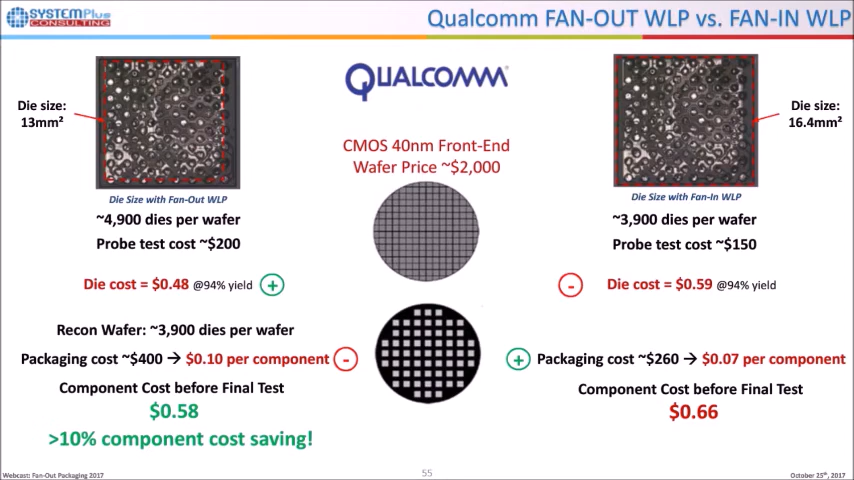 SYSTEMPlus
CONSULTING
Qualcomm FAN-OUT WLP vs. FAN-IN WLP
Die size:
13mm²
QUALCOMM®
Die size:
16.4mm²
CMOS 40nm Front-End
Wafer Price ~$2,000
Die Size with Fan-Out WLP
~4,900 dies per wafer
Probe test cost ~$200
Die cost = $0.48 @94% yield +
Recon Wafer: ~3,900 dies per wafer
Packaging cost ~$400 → $0.10 per component -
Component Cost before Final Test
$0.58
>10% component cost saving!
Die Size with Fan-In WLP
~3,900 dies per wafer
Probe test cost ~$150
- Die cost = $0.59 @94% yield
+ Packaging cost ~$260 → $0.07 per component
Component Cost before Final Test
$0.66
Webcast: Fan-Out Packaging 2017
55
October 25th, 2017